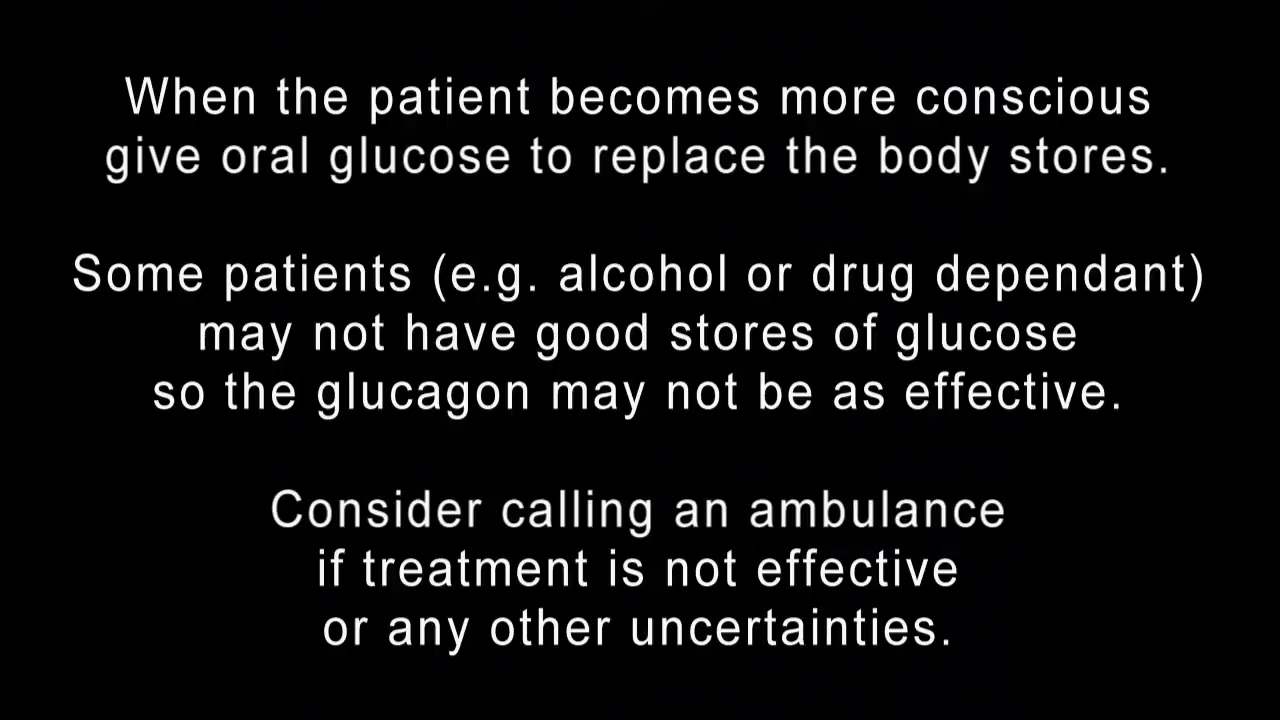 When the patient becomes more conscious
give oral glucose to replace the body stores.
Some patients (e.g. alcohol or drug dependant)
may not have good stores of glucose
so the glucagon may not be as effective.
Consider calling an ambulance
if treatment is not effective
or any other uncertainties.